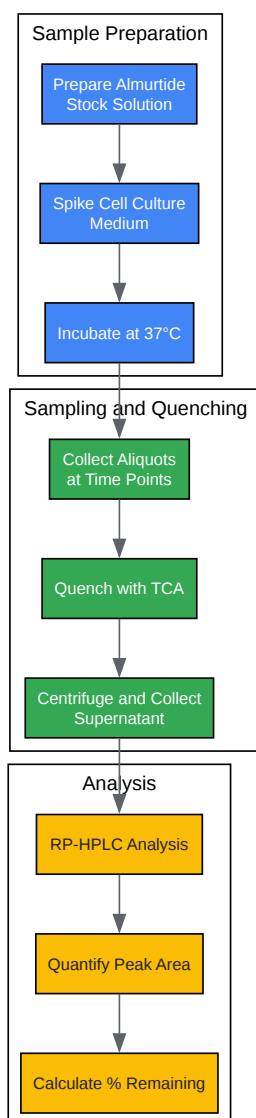 Sample Preparation
Prepare Almurtide
Stock Solution
Spike Cell Culture
Medium
Incubate at 37°C
Sampling and Quenching
Collect Aliquots
at Time Points
Quench with TCA
Centrifuge and Collect
Supernatant
Analysis
RP-HPLC Analysis
Quantify Peak Area
Calculate % Remaining